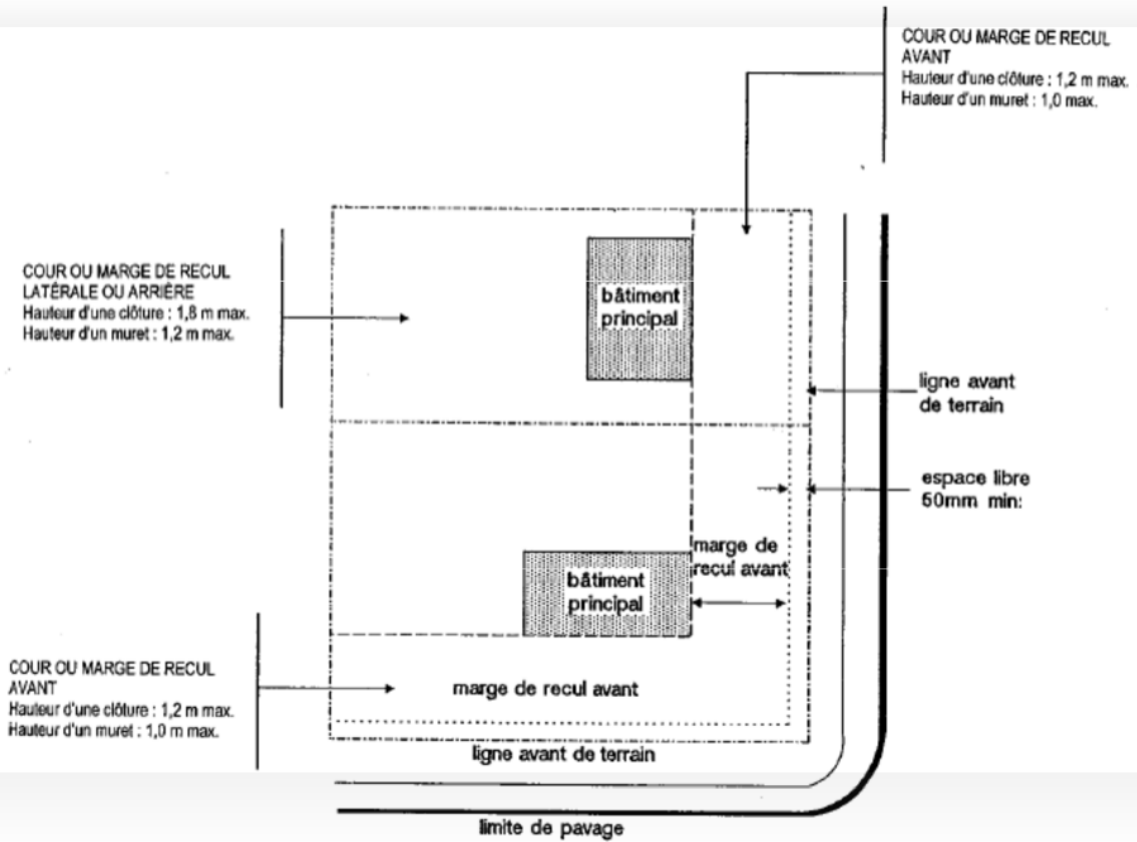 COUR OU MARGE DE RECUL
AVANT
Hauteur d'une clôture : 1,2 m max.
Hauteur d'un muret : 1,0 max.
COUR OU MARGE DE RECUL
LATÉRALE OU ARRIÈRE
Hauteur d'une clôture : 1,8 m max.
Hauteur d'un muret : 1,2 m max.
bâtiment
principal
ligne avant
de terrain
espace libre
50mm min:
marge de
recul avant
bâtiment
principal
COUR OU MARGE DE RECUL
AVANT
Hauteur d'une clôture : 1,2 m max.
Hauteur d'un muret : 1,0 m max.
marge de recul avant
ligne avant de terrain
limite de pavage